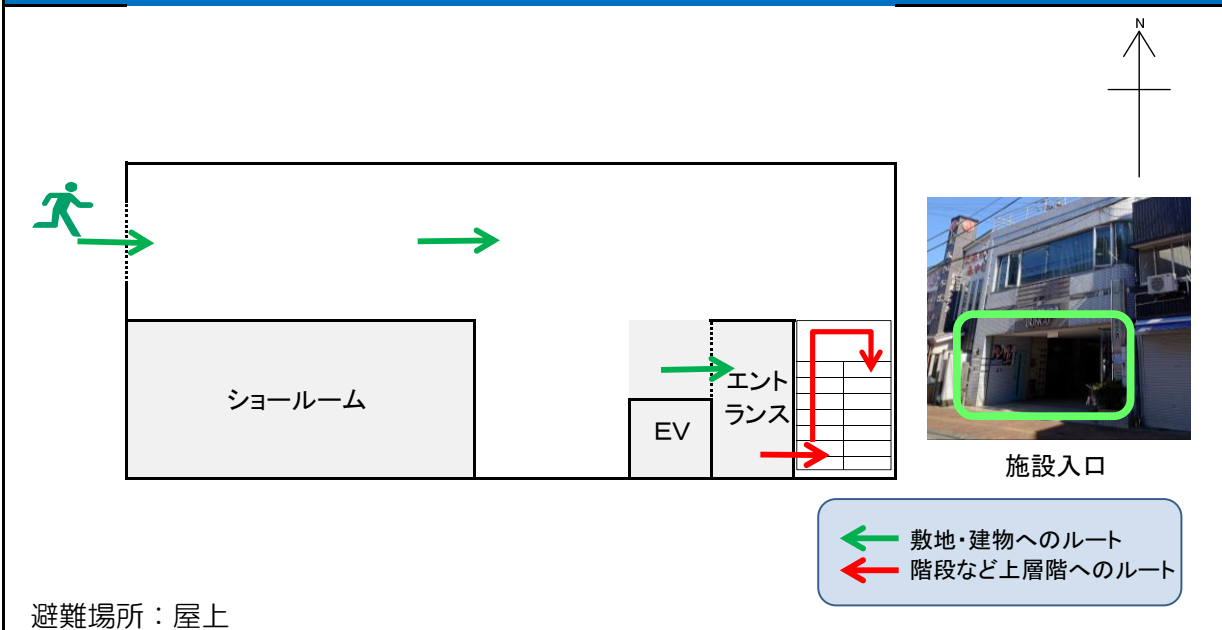 N
ショールーム
エント
ランス
EV
施設入口
敷地・建物へのルート
階段など上層階へのルート
避難場所：屋上